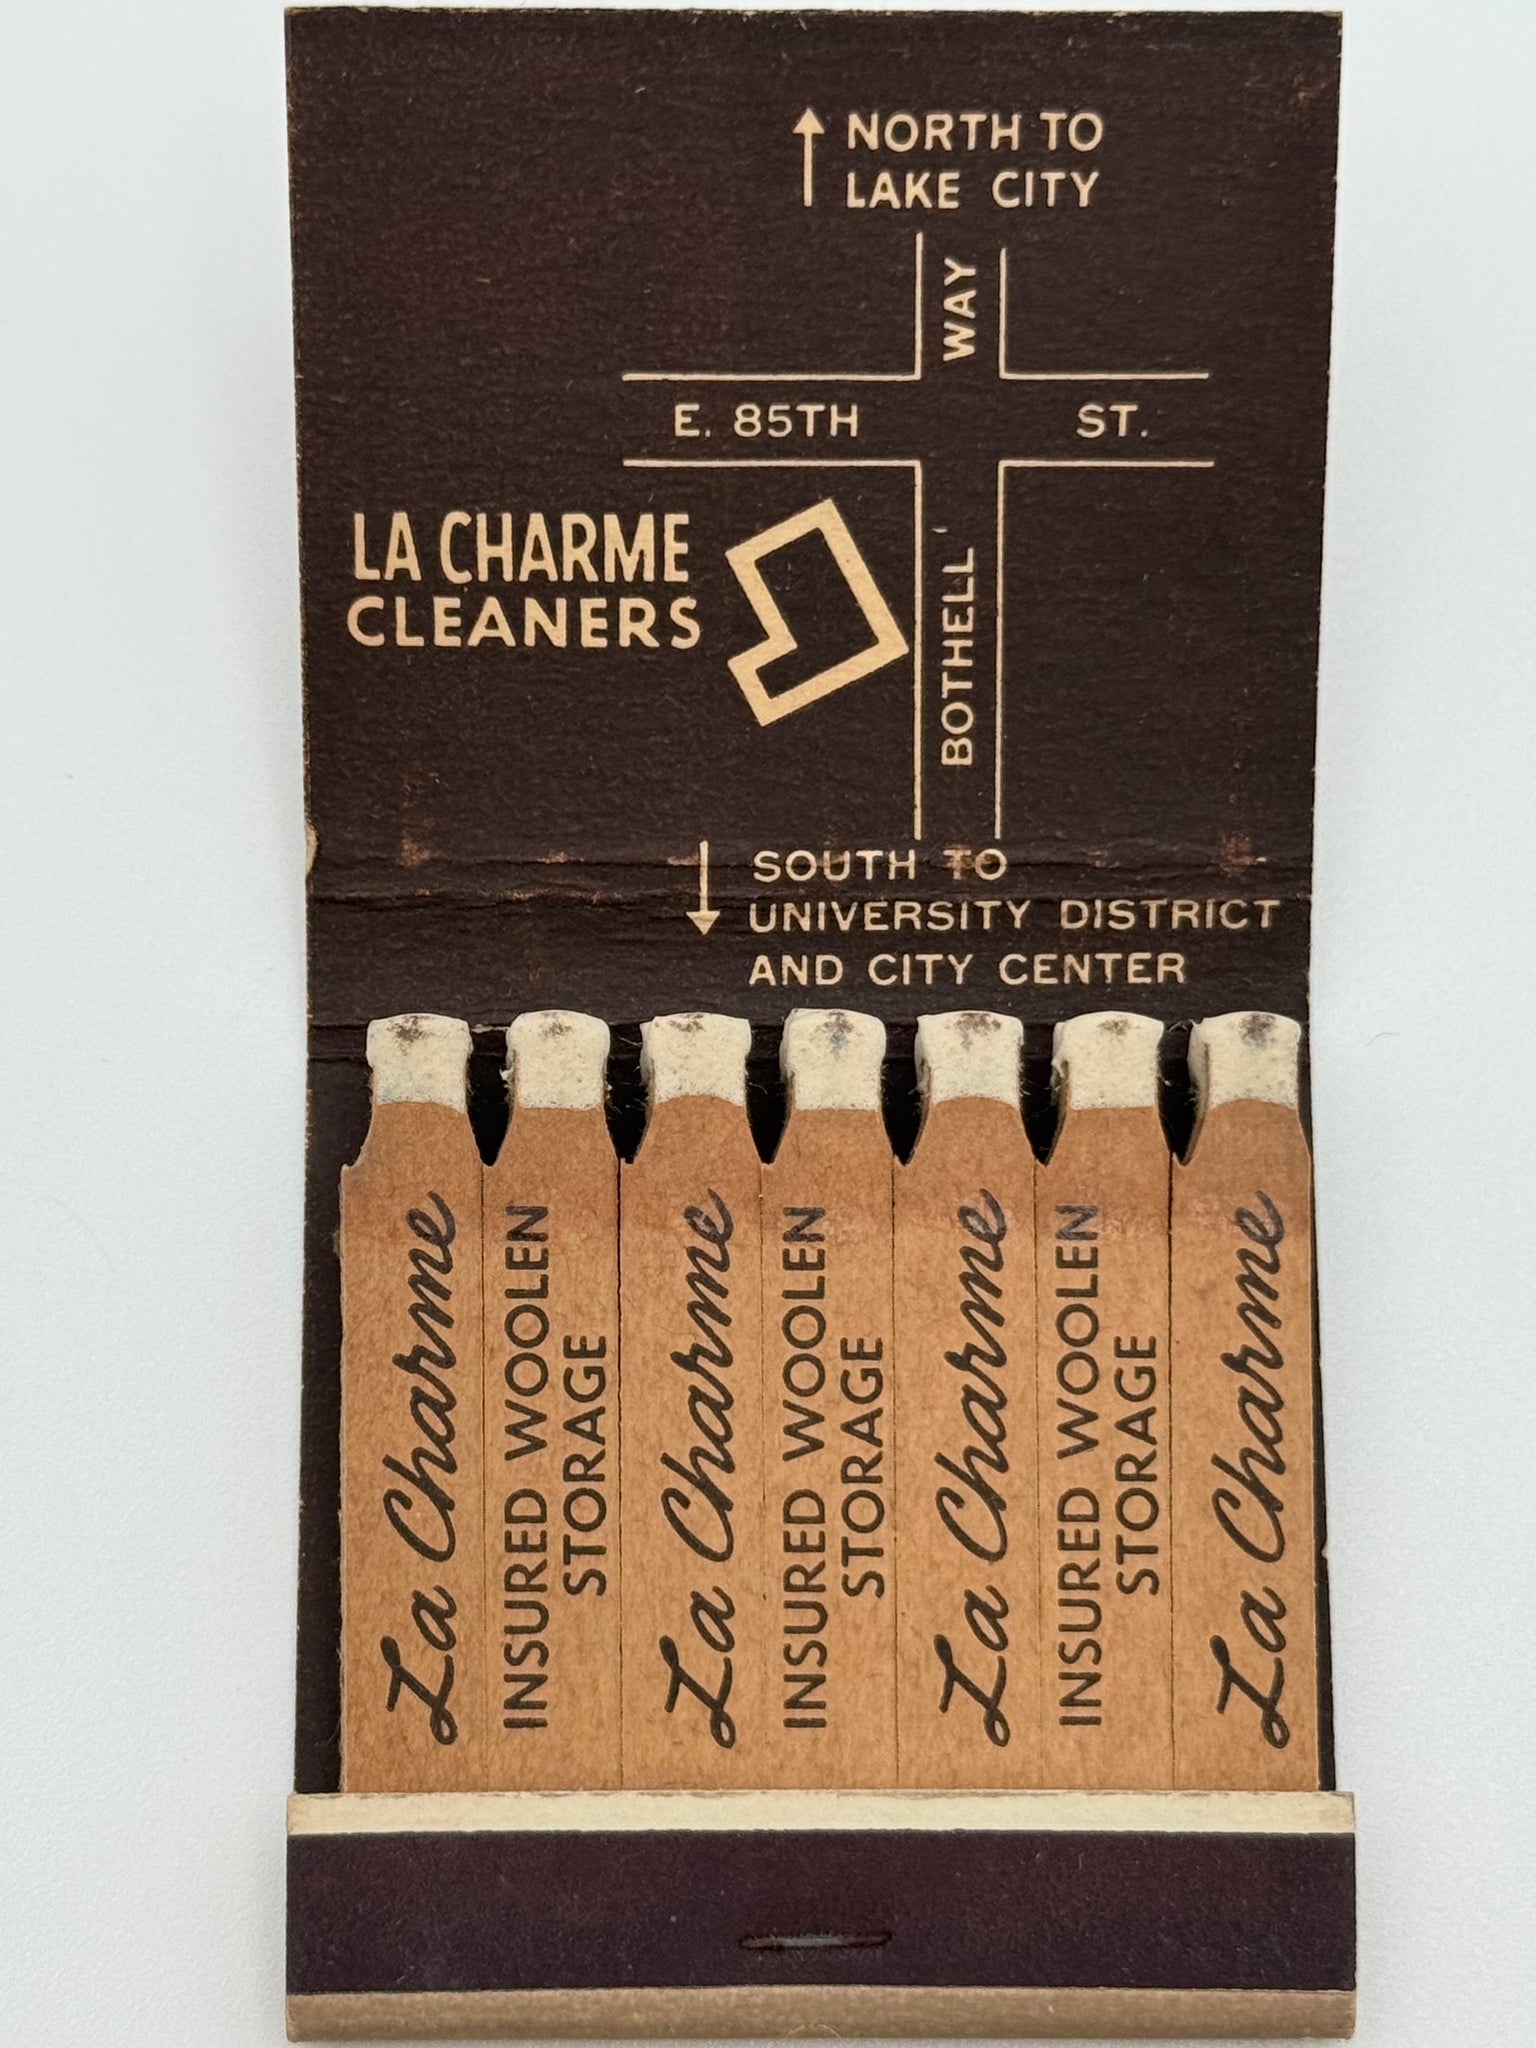 NORTH TO
LAKE CITY
WAY
E. 85TH ST.
LA CHARME
CLEANERS
BOTHELL
SOUTH TO
UNIVERSITY DISTRICT
AND CITY CENTER
La Charme
INSURED WOOLEN
STORAGE
La Charme
INSURED WOOLEN
STORAGE
La Charme
INSURED WOOLEN
STORAGE
La Charme